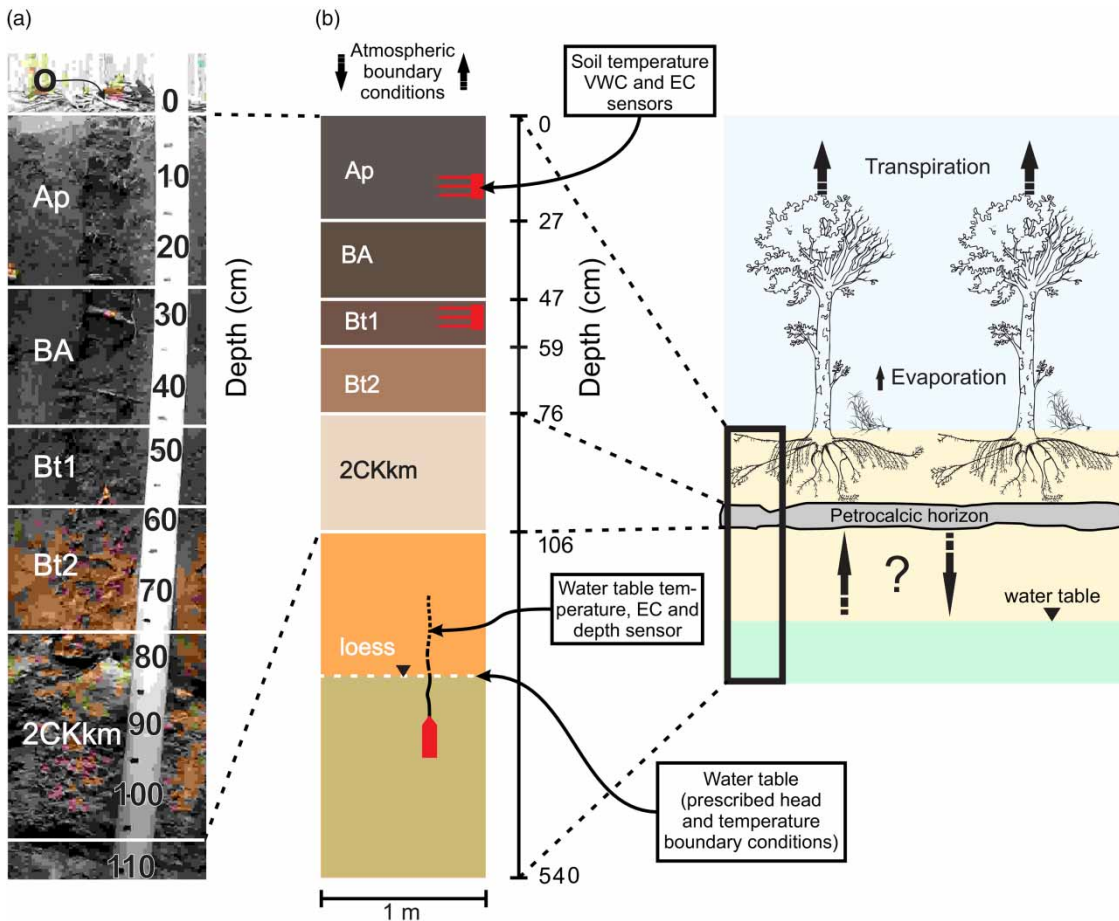 (a)
O
0
10
20
30
40
50
60
70
80
90
100
110
Ap
BA
Bt1
Bt2
2CKkm
Depth (cm)
(b)
Atmospheric
boundary
conditions
Soil temperature
VWC and EC
sensors
Ap
BA
Bt1
Bt2
2CKkm
loess
0
27
47
59
76
106
540
Depth (cm)
Water table tem-
perature, EC and
depth sensor
Water table
(prescribed head
and temperature
boundary conditions)
1 m
Transpiration
Evaporation
Petrocalcic horizon
?
water table